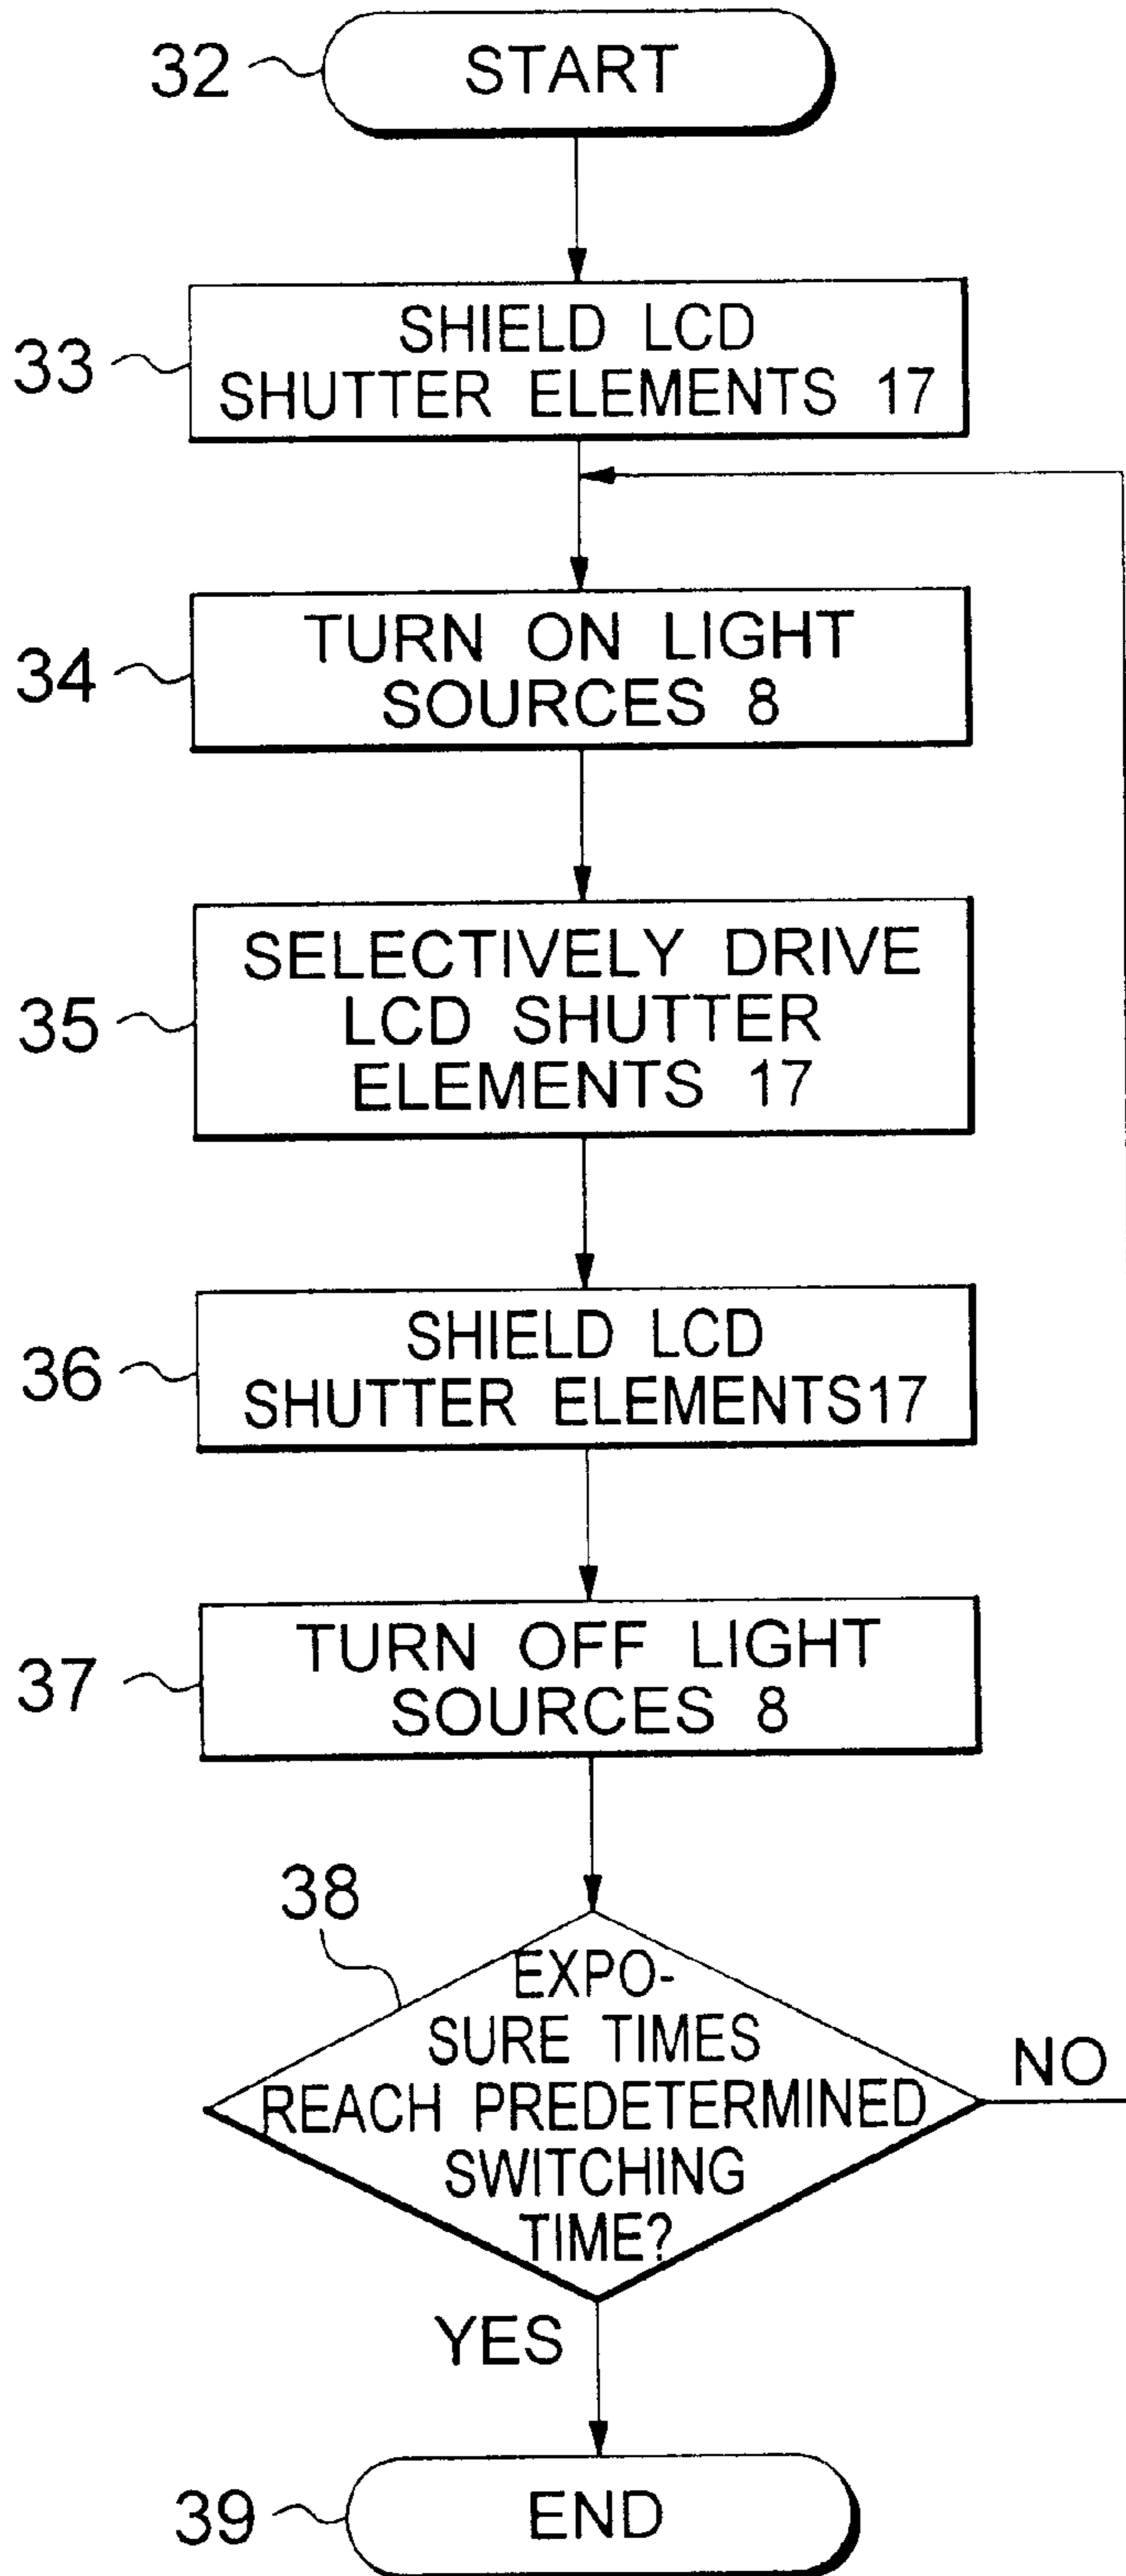 32
START
33
SHIELD LCD
SHUTTER ELEMENTS 17
34
TURN ON LIGHT
SOURCES 8
35
SELECTIVELY DRIVE
LCD SHUTTER
ELEMENTS 17
36
SHIELD LCD
SHUTTER ELEMENTS17
37
TURN OFF LIGHT
SOURCES 8
38
EXPO-
SURE TIMES
REACH PREDETERMINED
SWITCHING
TIME?
NO
YES
39
END